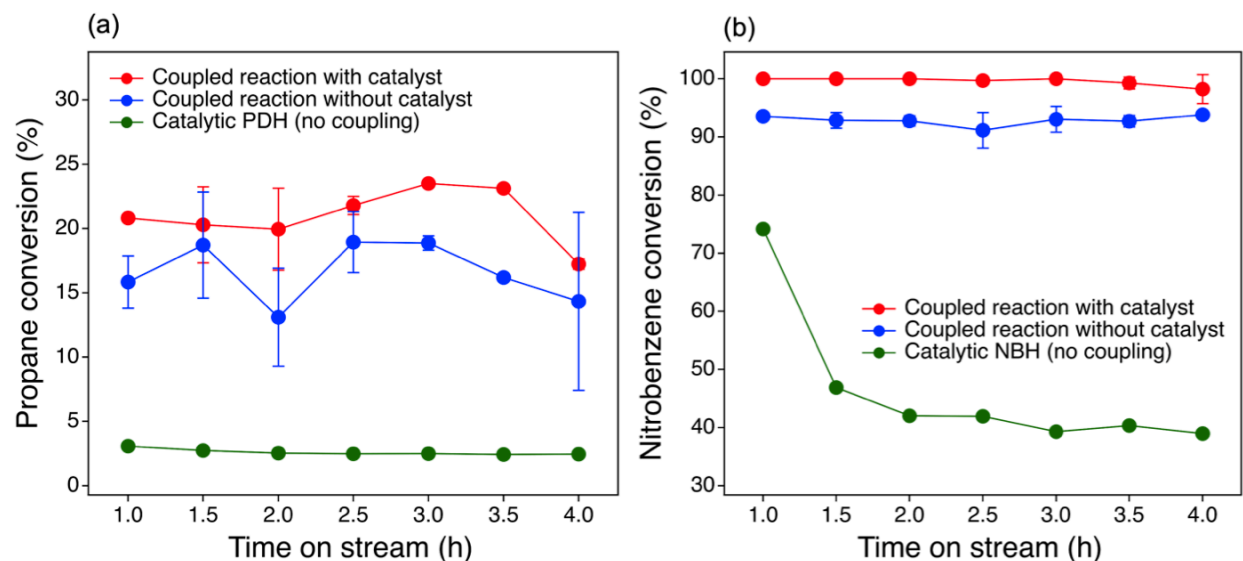 (a)
Coupled reaction with catalyst
Coupled reaction without catalyst
Catalytic PDH (no coupling)
Propane conversion (%)
30
25
20
15
10
5
0
1.0 1.5 2.0 2.5 3.0 3.5 4.0
Time on stream (h)
(b)
Coupled reaction with catalyst
Coupled reaction without catalyst
Catalytic NBH (no coupling)
Nitrobenzene conversion (%)
100
90
80
70
60
50
40
30
1.0 1.5 2.0 2.5 3.0 3.5 4.0
Time on stream (h)